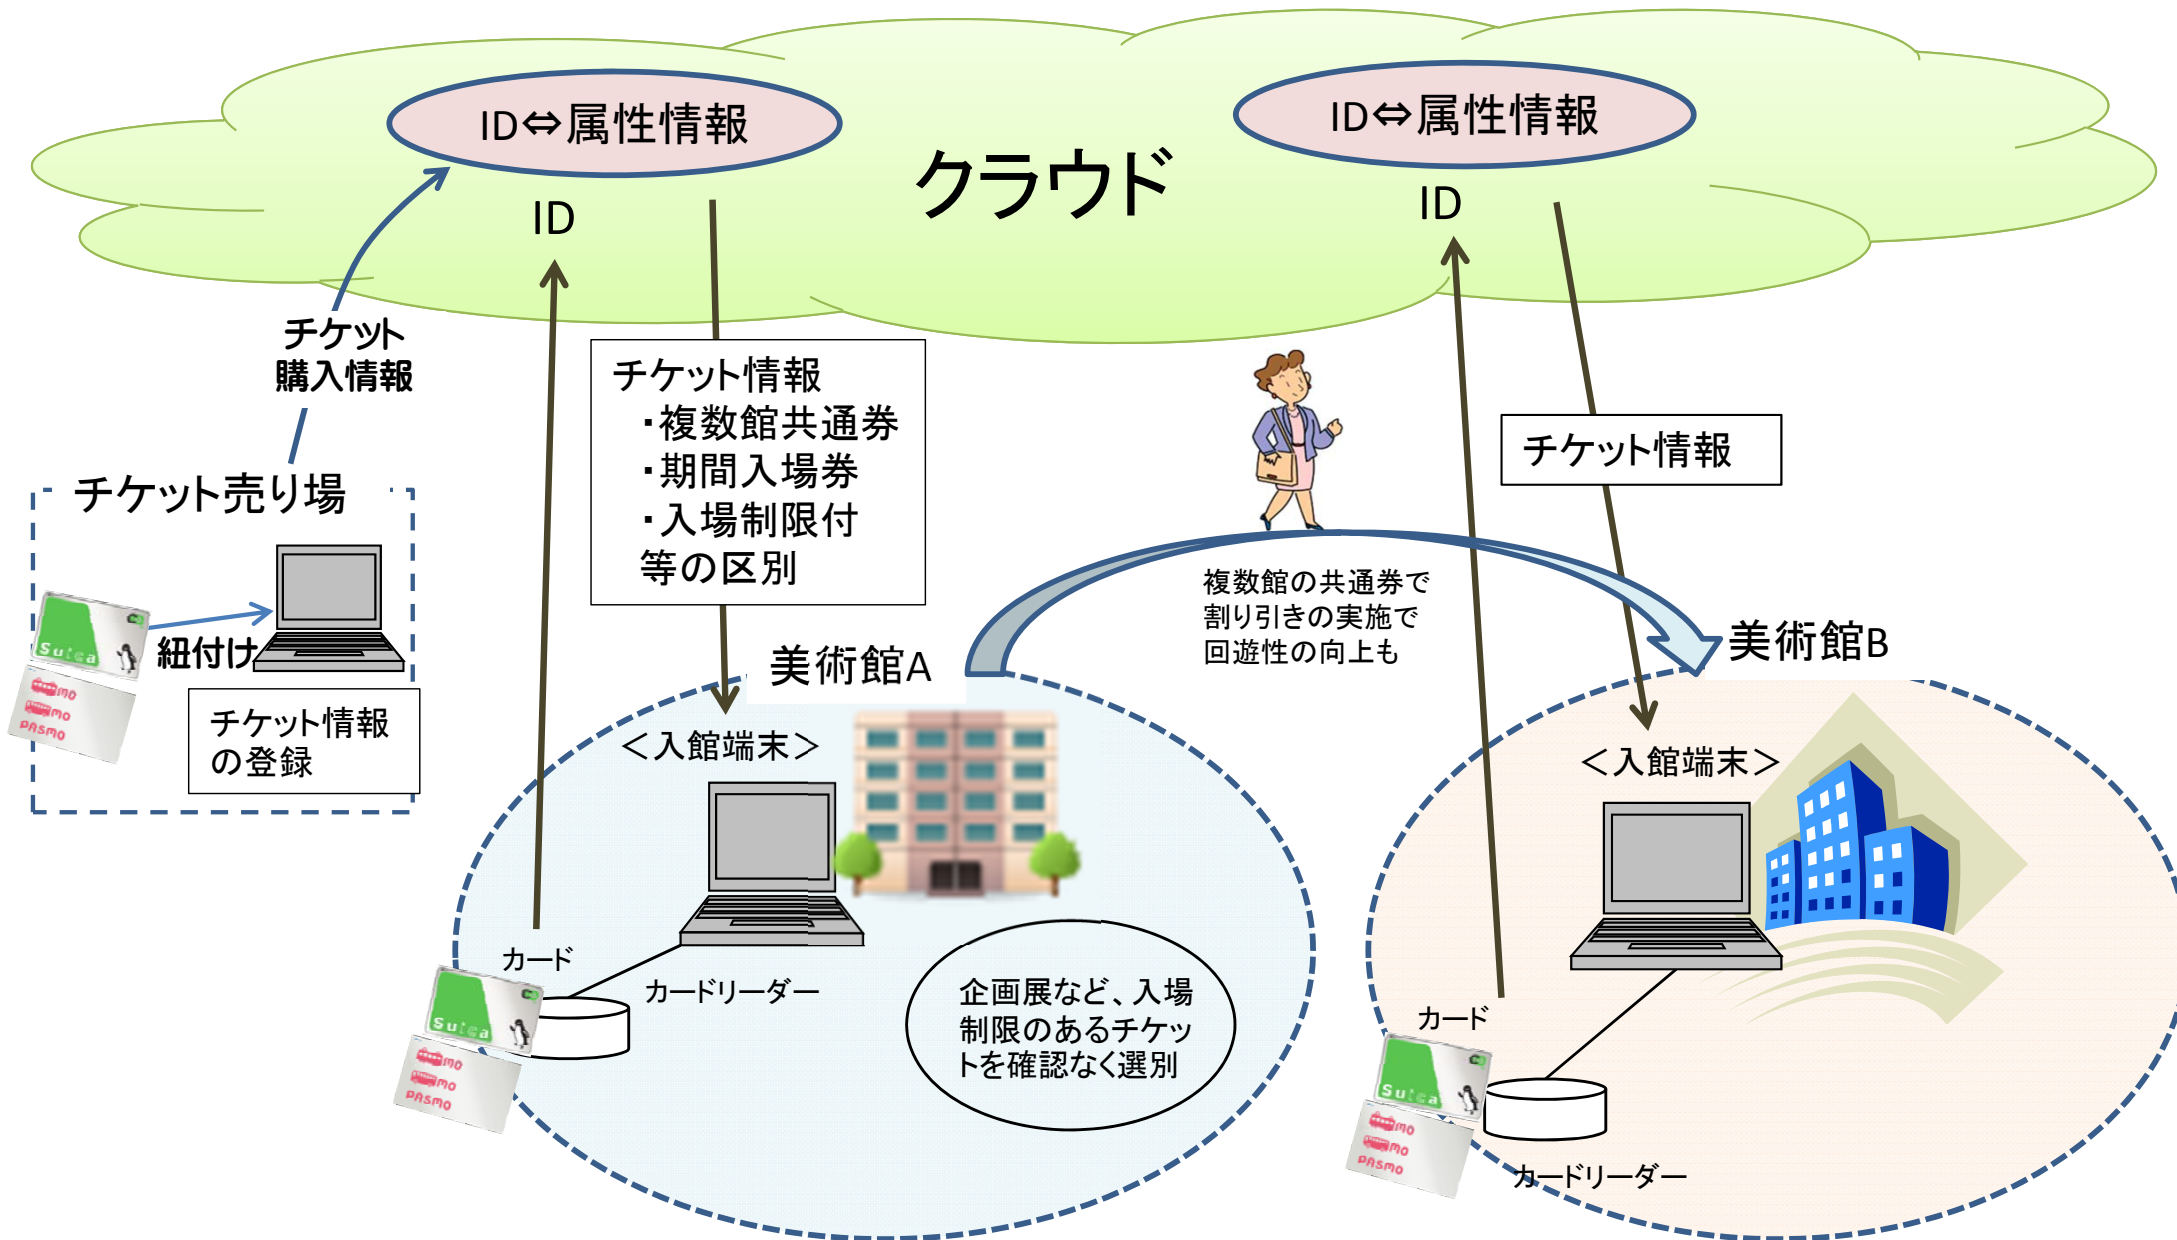 ID⇔属性情報
ID⇔属性情報
クラウド
ID
ID
チケット
購入情報
チケット情報
・複数館共通券
・期間入場券
・入場制限付
等の区別
チケット情報
チケット売り場
Suica
PASMO
紐付け
チケット情報
の登録
複数館の共通券で
割り引きの実施で
回遊性の向上も
美術館A
美術館B
＜入館端末＞
＜入館端末＞
カード
カードリーダー
Suica
PASMO
企画展など、入場
制限のあるチケッ
トを確認なく選別
カード
Suica
PASMO
カードリーダー